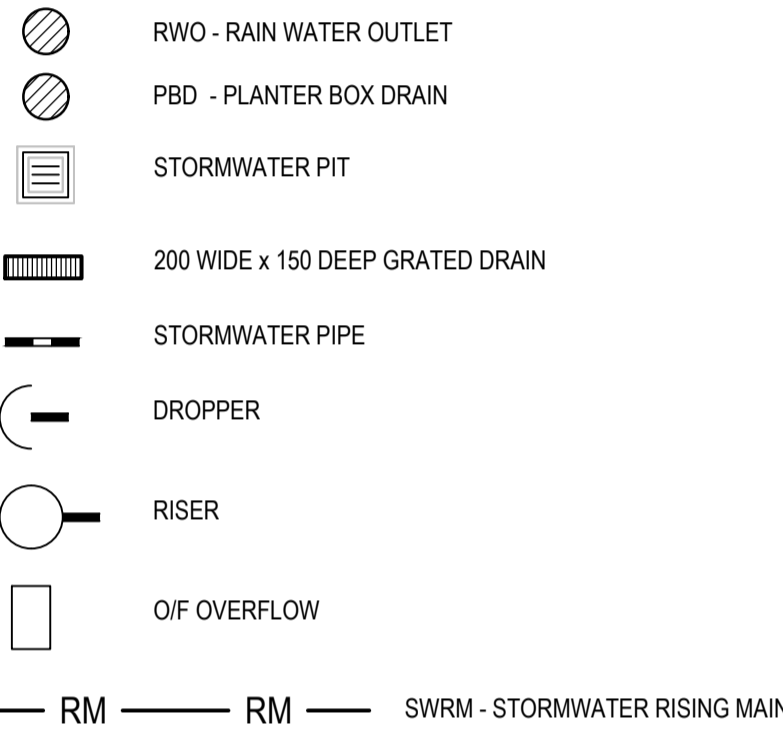 RWO - RAIN WATER OUTLET
PBD - PLANTER BOX DRAIN
STORMWATER PIT
200 WIDE x 150 DEEP GRATED DRAIN
STORMWATER PIPE
DROPPER
RISER
O/F OVERFLOW
RM RM SWRM - STORMWATER RISING MAIN